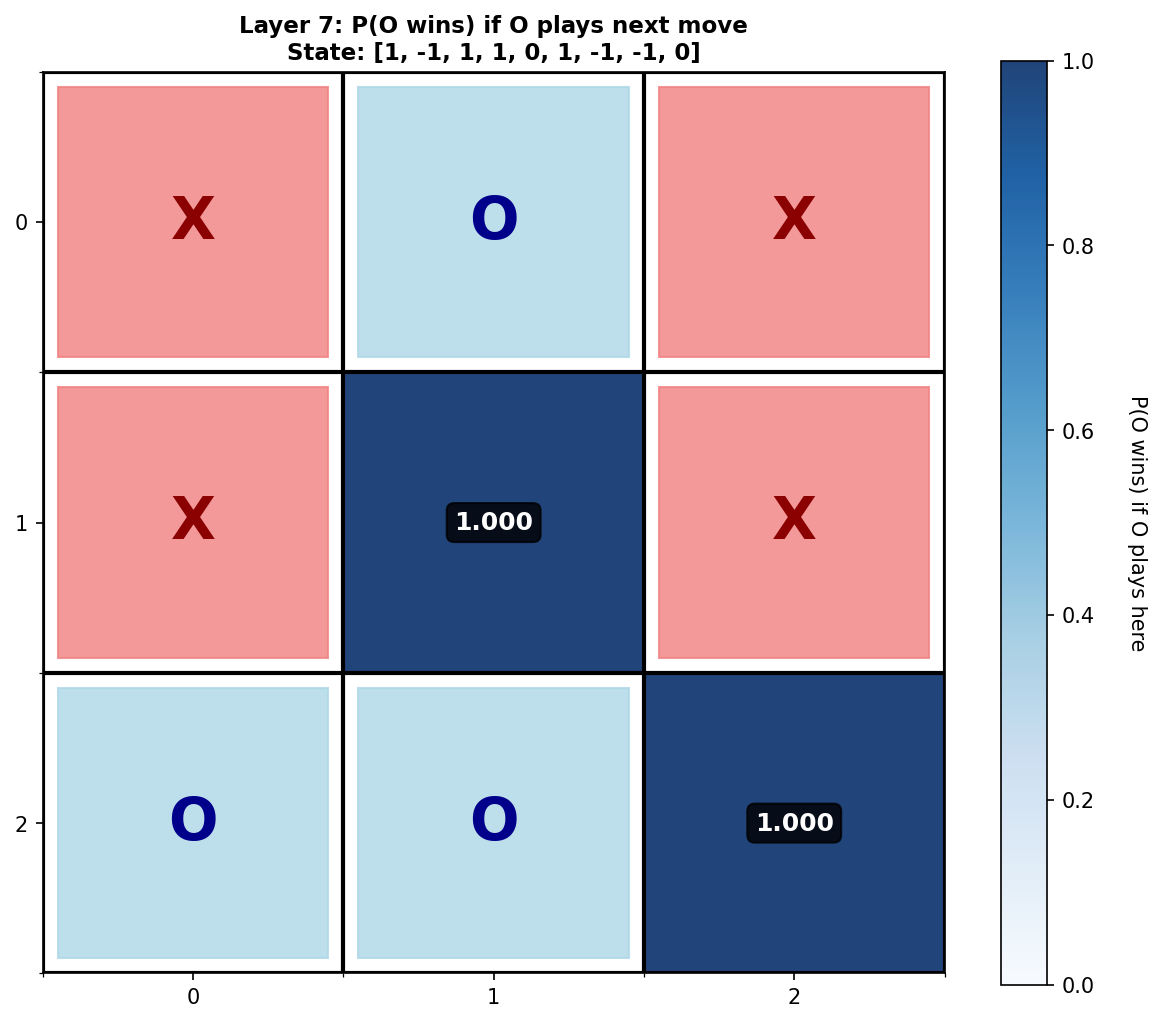 Layer 7: P(O wins) if O plays next move
State: [1, -1, 1, 1, 0, 1, -1, -1, 0]
0
X
O
X
1
X
1.000
X
2
O
O
1.000
0
1
2
1.0
0.8
0.6
0.4
0.2
0.0
P(O wins) if O plays here